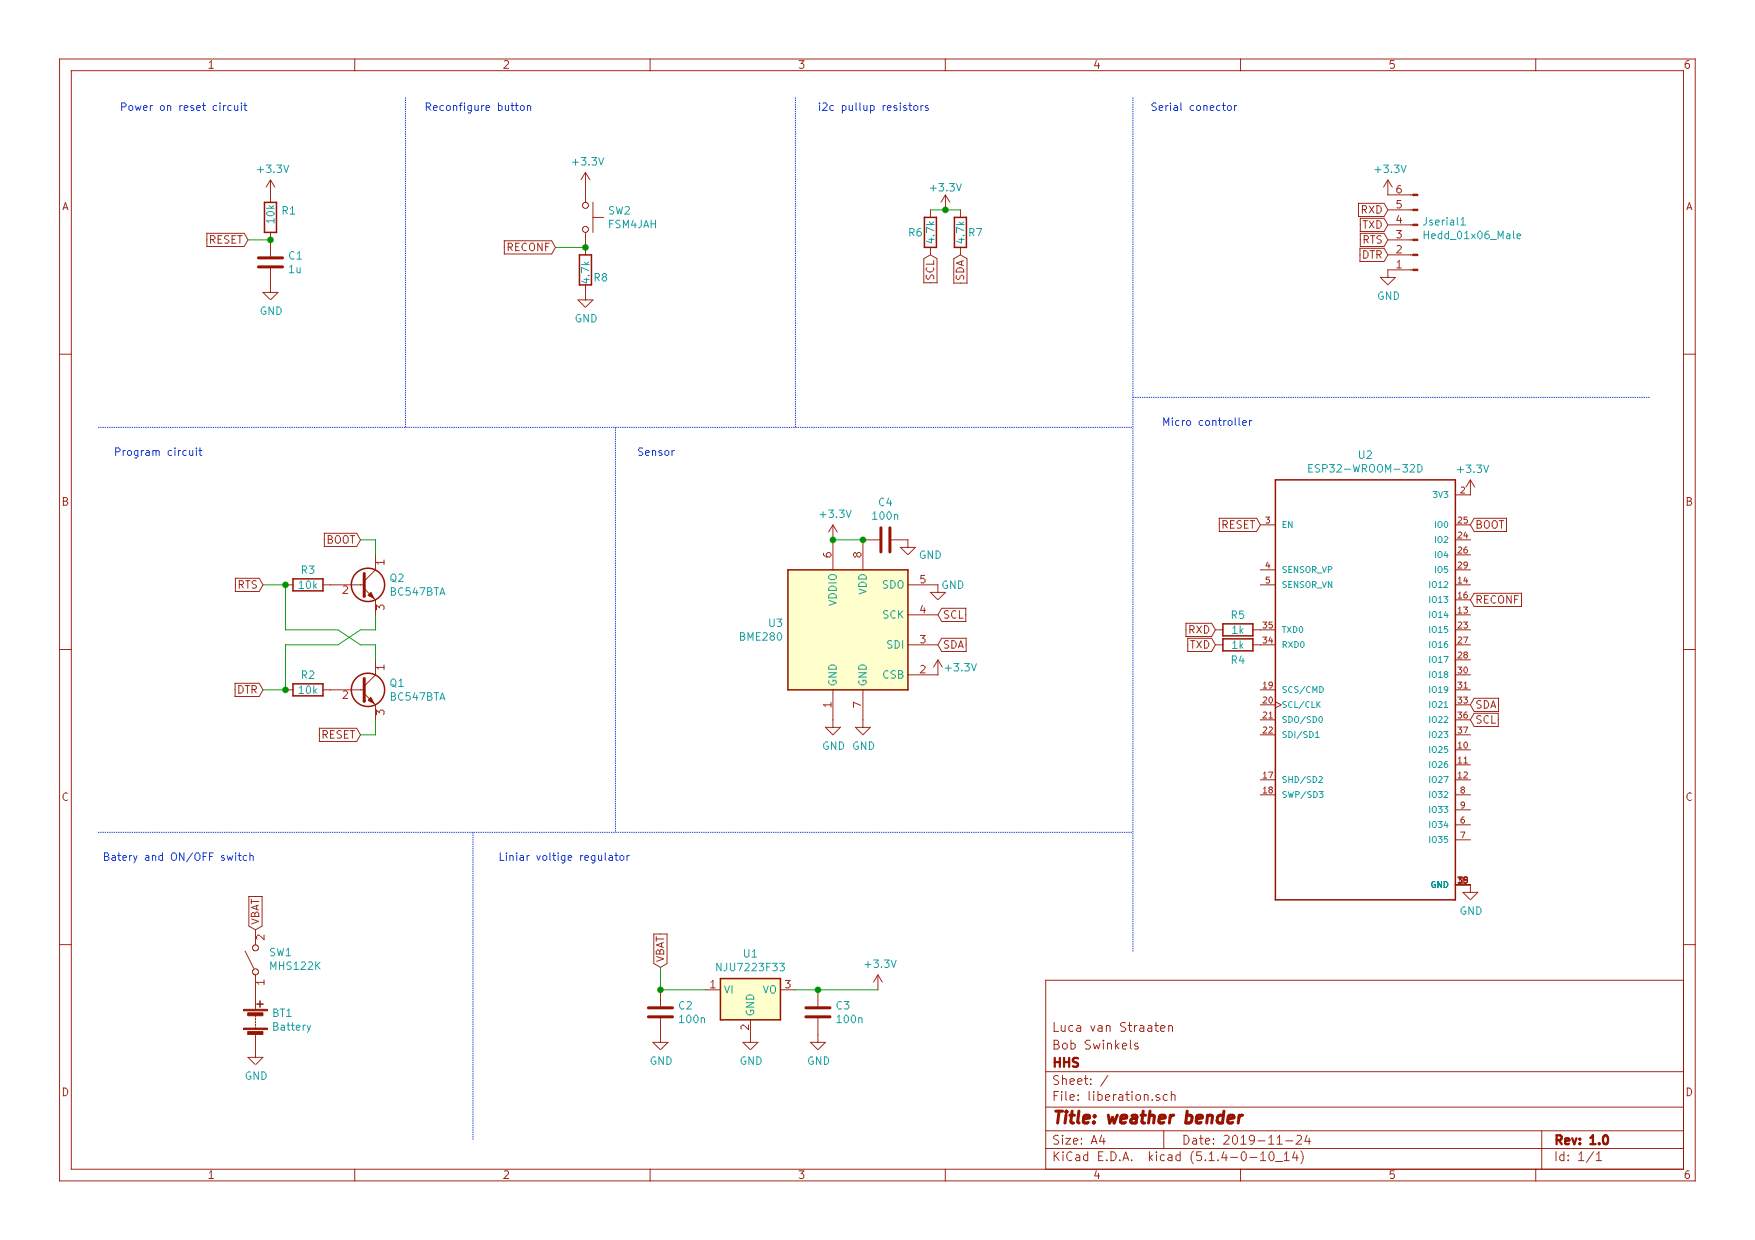 1 2 3 4 5 6
A
B
C
D
A
B
C
D
1 2 3 4 5 6
Power on reset circuit
+3.3V
10k
R1
RESET
C1
1u
GND
Reconfigure button
+3.3V
SW2
FSM4JAH
RECONF
4.7k
R8
GND
i2c pullup resistors
+3.3V
R6
4.7k
4.7k
R7
SCL
SDA
Serial conector
+3.3V
6
RXD 5
TXD 4
RTS 3
DTR 2
1
Jserial1
Hedd_01x06_Male
GND
Program circuit
BOOT
1
R3
RTS
10k
2
Q2
BC547BTA
3
1
R2
DTR
10k
2
Q1
BC547BTA
3
RESET
Sensor
C4
100n
+3.3V
GND
6
8
VDDIO
VDD
SDO 5 GND
SCK 4 SCL
SDI 3 SDA
CSB 2 +3.3V
U3
BME280
GND
GND
1
7
GND
GND
Micro controller
U2
ESP32-WROOM-32D
+3.3V
3V3 2
RESET 3 EN
4 SENSOR_VP
5 SENSOR_VN
R5
RXD 1k 35 TXD0
TXD 1k 34 RXD0
R4
19 SCS/CMD
20 SCL/CLK
21 SDO/SD0
22 SDI/SD1
17 SHD/SD2
18 SWP/SD3
IO0 25 BOOT
IO2 24
IO4 26
IO5 29
IO12 14
IO13 16 RECONF
IO14 13
IO15 23
IO16 27
IO17 28
IO18 30
IO19 31
IO21 33 SDA
IO22 36 SCL
IO23 37
IO25 10
IO26 11
IO27 12
IO32 8
IO33 9
IO34 6
IO35 7
GND
GND
Batery and ON/OFF switch
VBAT
2
SW1
MHS122K
1
+
BT1
Battery
GND
Liniar voltige regulator
VBAT
U1
NJU7223F33
+3.3V
1 VI
VO 3
GND
2
C2
100n
C3
100n
GND
GND
GND
Luca van Straaten
Bob Swinkels
HHS
Sheet: /
File: liberation.sch
Title: weather bender
Size: A4
Date: 2019-11-24
Rev: 1.0
KiCad E.D.A. kicad (5.1.4-0-10_14)
Id: 1/1